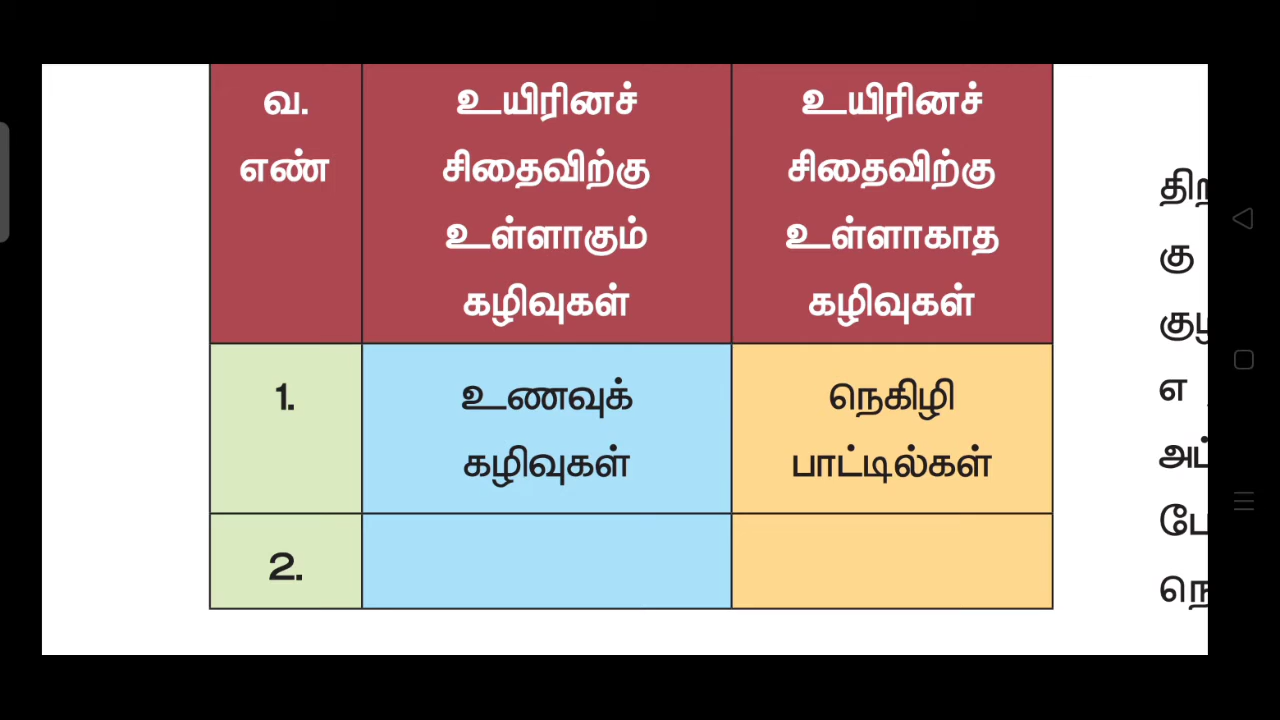 வ.
எண்
உயிரினச்
சிதைவிற்கு
உள்ளாகும்
கழிவுகள்
உயிரினச்
சிதைவிற்கு
உள்ளாகாத
கழிவுகள்
1.
உணவுக்
கழிவுகள்
நெகிழி
பாட்டில்கள்
2.
கு
எ